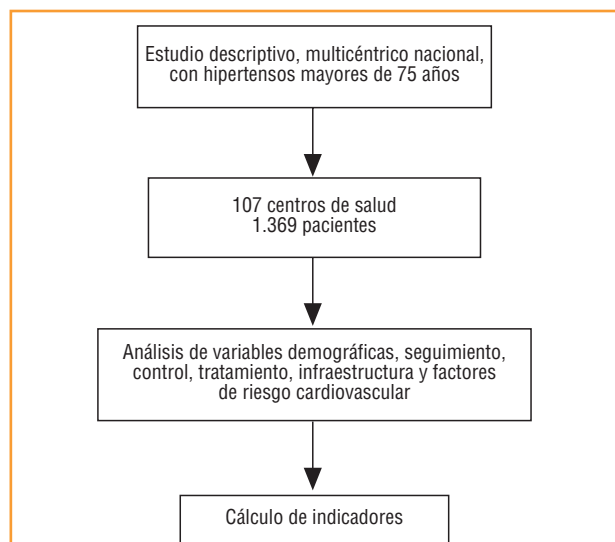 Estudio descriptivo, multicéntrico nacional,
con hipertensos mayores de 75 años
107 centros de salud
1.369 pacientes
Análisis de variables demográficas, seguimiento,
control, tratamiento, infraestructura y factores
de riesgo cardiovascular
Cálculo de indicadores